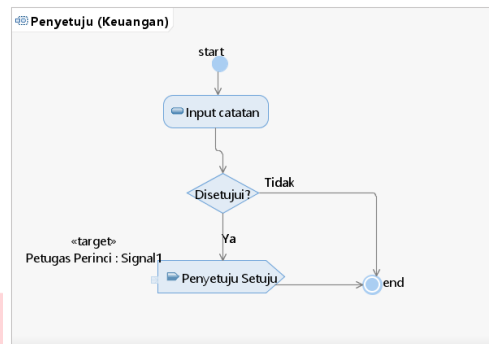 Penyetuju (Keuangan)
start
Input catatan
Disetujui?
Tidak
Ya
«target»
Petugas Perinci : Signal1
Penyetuju Setuju
end